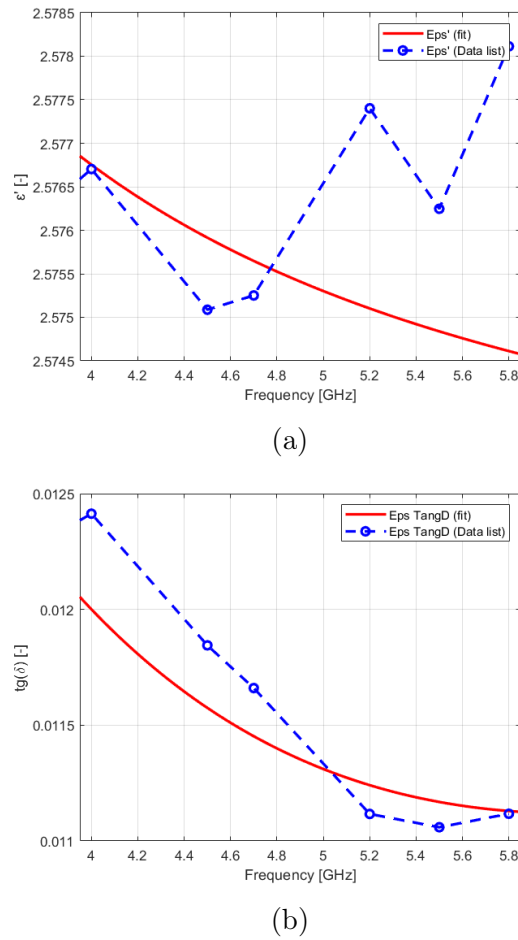 2.578 5
2.578
2.5775
2.577
2.5765
2.576
2.5755
2.575
2.5745
ε' [-]
Eps' (fit)
Eps' (Data list)
4 4.2 4.4 4.6 4.8 5 5.2 5.4 5.6 5.8
Frequency [GHz]
(a)
0.0125
0.012
0.0115
0.011
tg(δ) [-]
Eps TangD (fit)
Eps TangD (Data list)
4 4.2 4.4 4.6 4.8 5 5.2 5.4 5.6 5.8
Frequency [GHz]
(b)